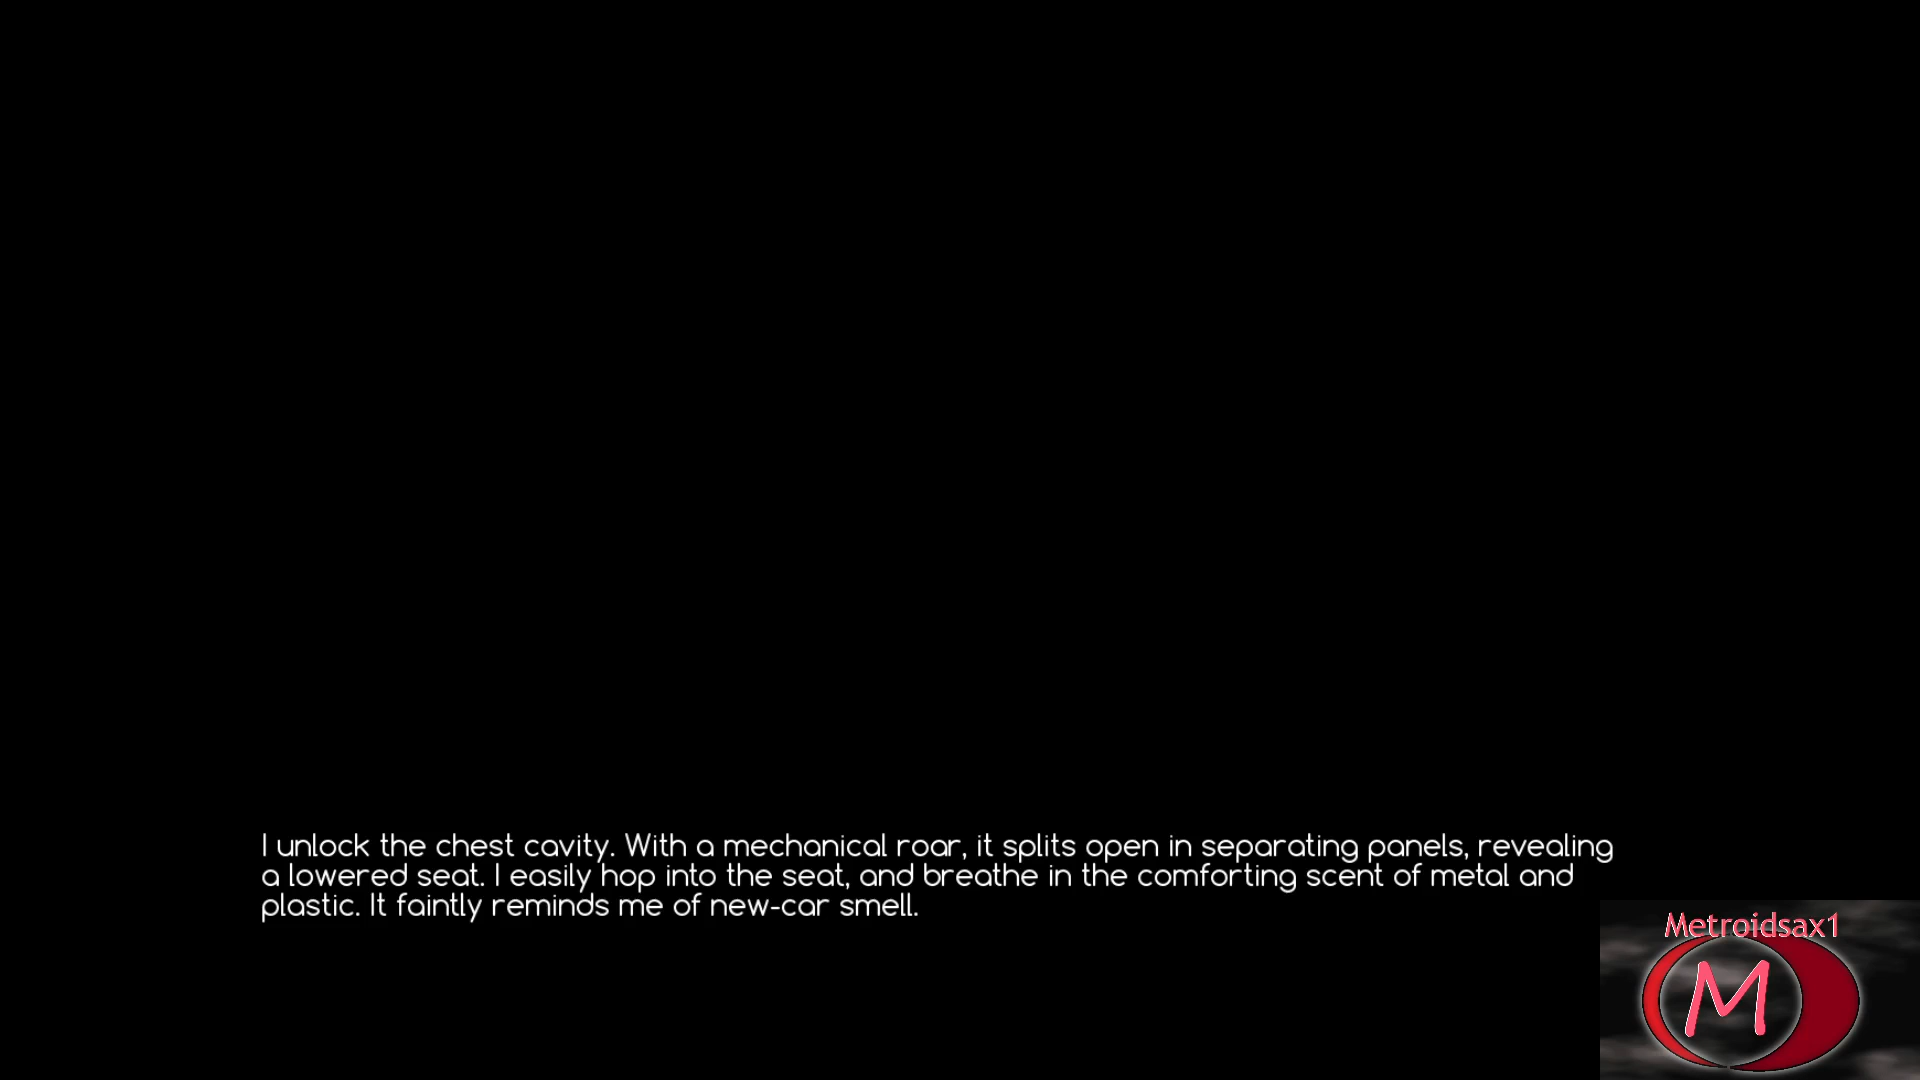 I unlock the chest cavity. With a mechanical roar, it splits open in separating panels, revealing
a lowered seat. I easily hop into the seat, and breathe in the comforting scent of metal and
plastic. It faintly reminds me of new-car smell.
Metroidsax1
M